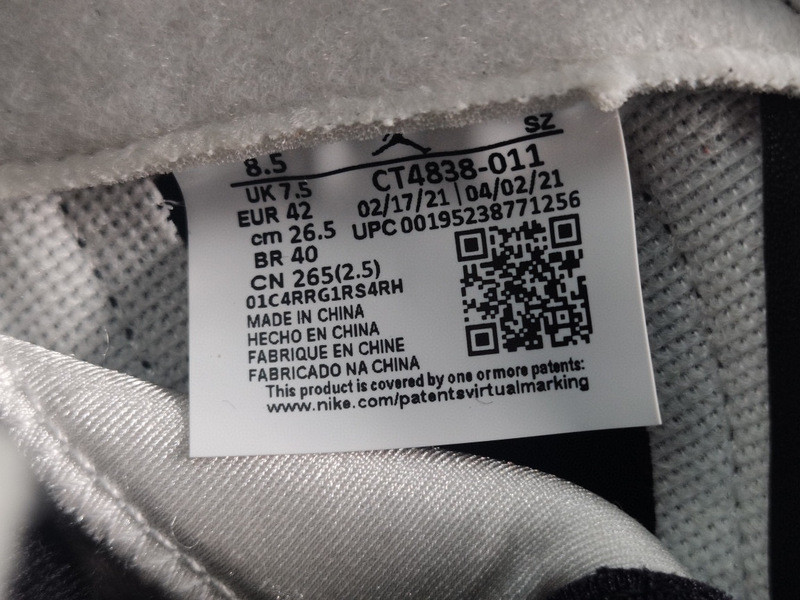 8.5 SZ
UK 7.5 CT4838-011
EUR 42 02/17/21 | 04/02/21
cm 26.5 UPC 00195238771256
BR 40
CN 265(2.5)
01C4RRG1RS4RH
MADE IN CHINA
HECHO EN CHINA
FABRIQUE EN CHINE
FABRICADO NA CHINA
This product is covered by one or more patents:
www.nike.com/patentsvirtualmarking